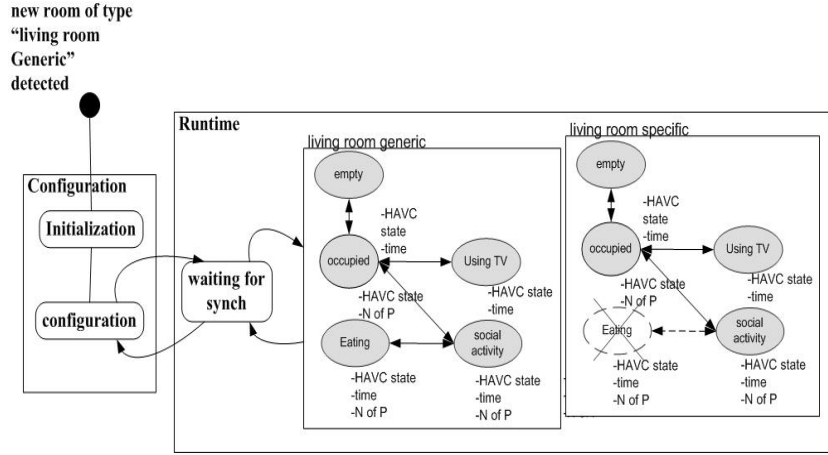 new room of type
“living room
Generic”
detected
Configuration
Initialization
configuration
Runtime
waiting for
synch
living room generic
empty
-HAVC
state
-time
occupied
Using TV
-HAVC state
-N of P
-HAVC state
-time
Eating
social
activity
-HAVC state
-time
-N of P
-HAVC state
-time
-N of P
living room specific
empty
-HAVC
state
-time
occupied
Using TV
-HAVC state
-N of P
-HAVC state
-time
Eating
social
activity
-HAVC state
-time
-N of P
-HAVC state
-time
-N of P